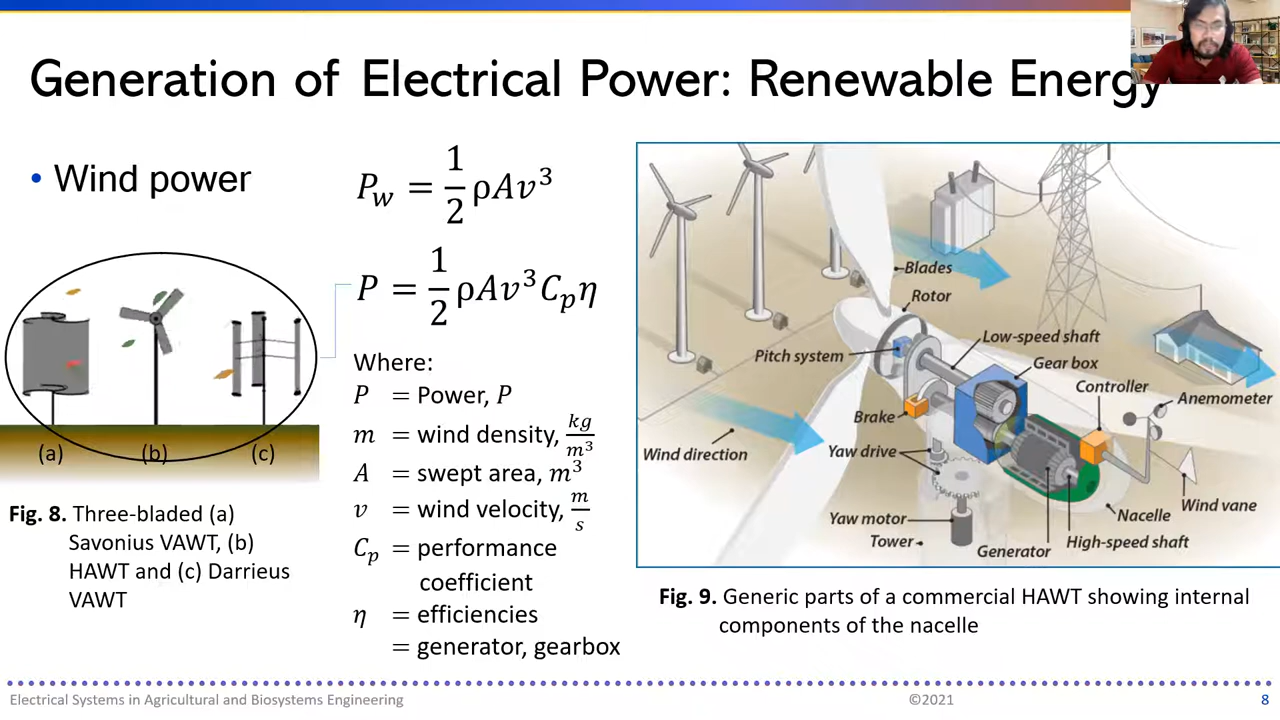 Generation of Electrical Power: Renewable Energy
• Wind power
P_w = 1/2 ρAv³
P = 1/2 ρAv³C_pη
Where:
P = Power, P
m = wind density, kg/m³
A = swept area, m³
v = wind velocity, m/s
C_p = performance
coefficient
η = efficiencies
= generator, gearbox
(a) (b) (c)
Fig. 8. Three-bladed (a)
Savonius VAWT, (b)
HAWT and (c) Darrieus
VAWT
Blades
Rotor
Low-speed shaft
Pitch system
Gear box
Controller
Anemometer
Brake
Wind direction
Yaw drive
Wind vane
Yaw motor
Nacelle
Tower
Generator
High-speed shaft
Fig. 9. Generic parts of a commercial HAWT showing internal
components of the nacelle
Electrical Systems in Agricultural and Biosystems Engineering ©2021 8